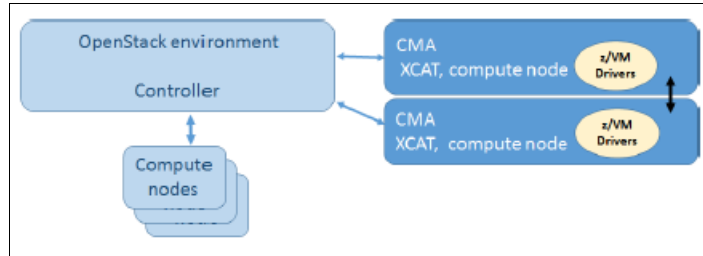 OpenStack environment
Controller
Compute
nodes
CMA
XCAT, compute node
z/VM
Drivers
CMA
XCAT, compute node
z/VM
Drivers